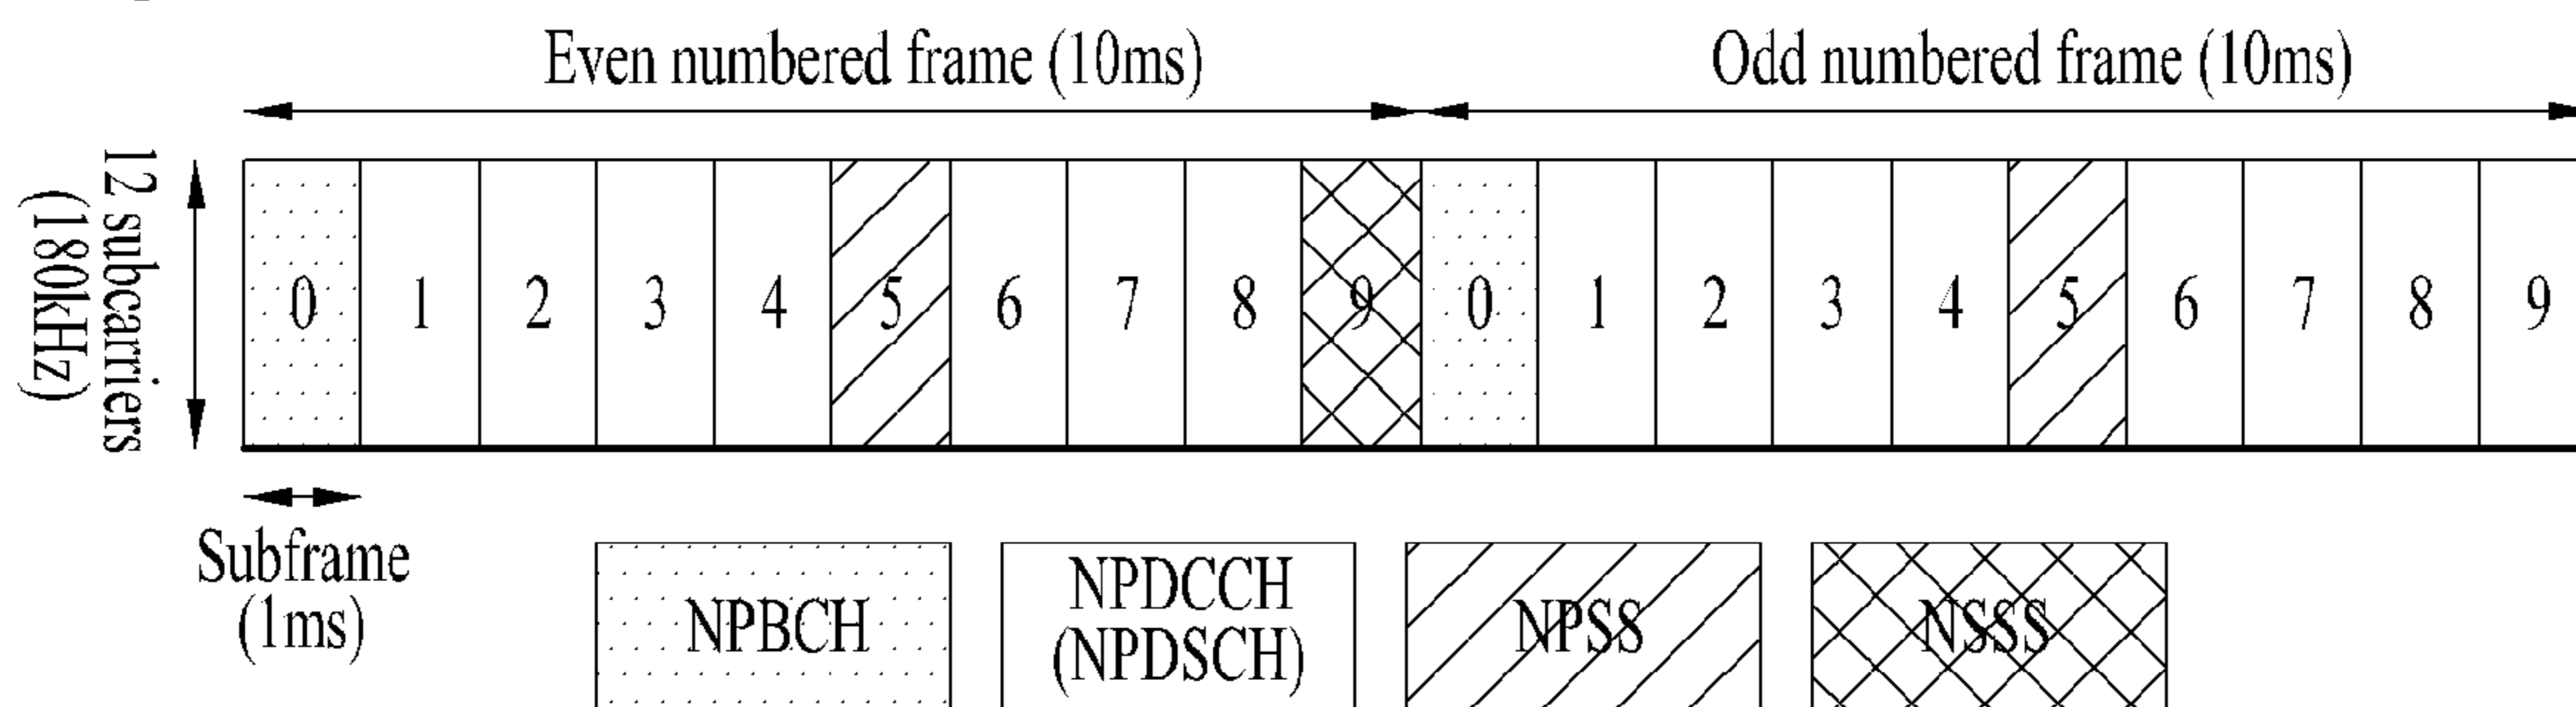 Even numbered frame (10ms) Odd numbered frame (10ms)
12 subcarriers
(180kHz)
0 1 2 3 4 5 6 7 8 9 0 1 2 3 4 5 6 7 8 9
Subframe
(1ms)
NPBCH
NPDCCH
(NPDSCH)
NPSS
NSSS